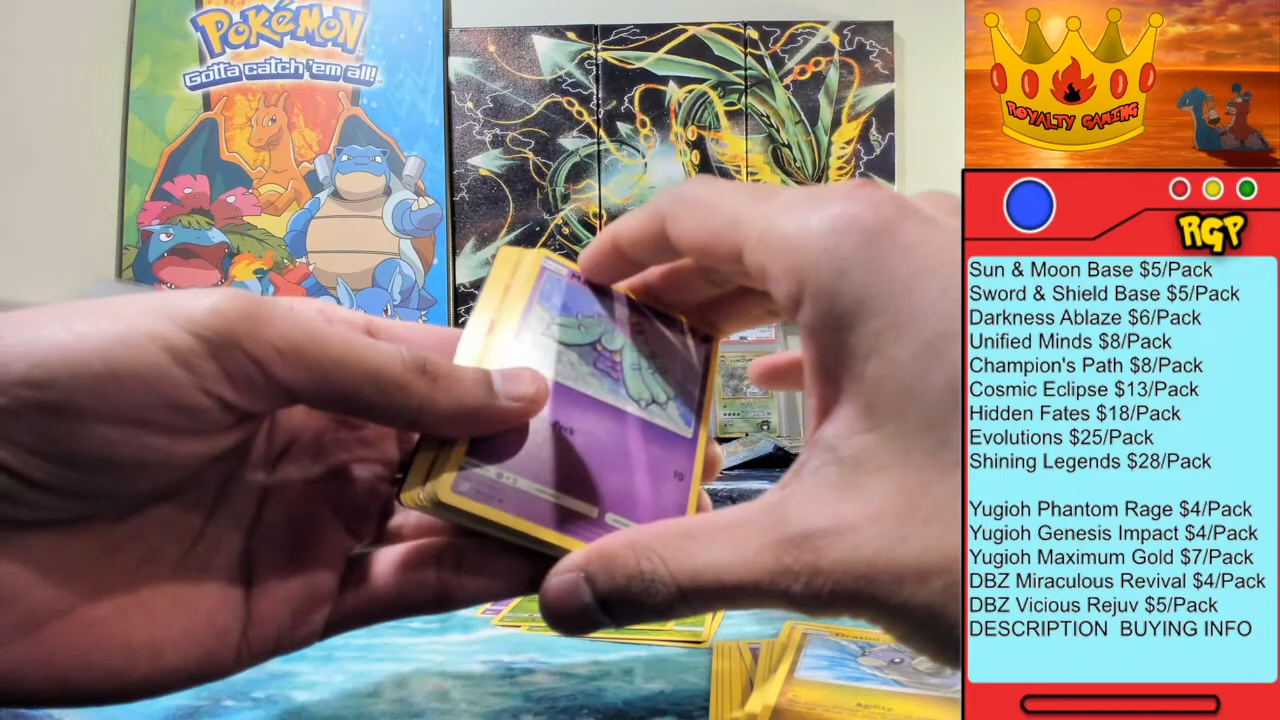 POKéMON
Gotta catch 'em all!
ROYALTY GAMING
RGP
Sun & Moon Base $5/Pack
Sword & Shield Base $5/Pack
Darkness Ablaze $6/Pack
Unified Minds $8/Pack
Champion's Path $8/Pack
Cosmic Eclipse $13/Pack
Hidden Fates $18/Pack
Evolutions $25/Pack
Shining Legends $28/Pack
Yugioh Phantom Rage $4/Pack
Yugioh Genesis Impact $4/Pack
Yugioh Maximum Gold $7/Pack
DBZ Miraculous Revival $4/Pack
DBZ Vicious Rejuv $5/Pack
DESCRIPTION BUYING INFO
10
Agility